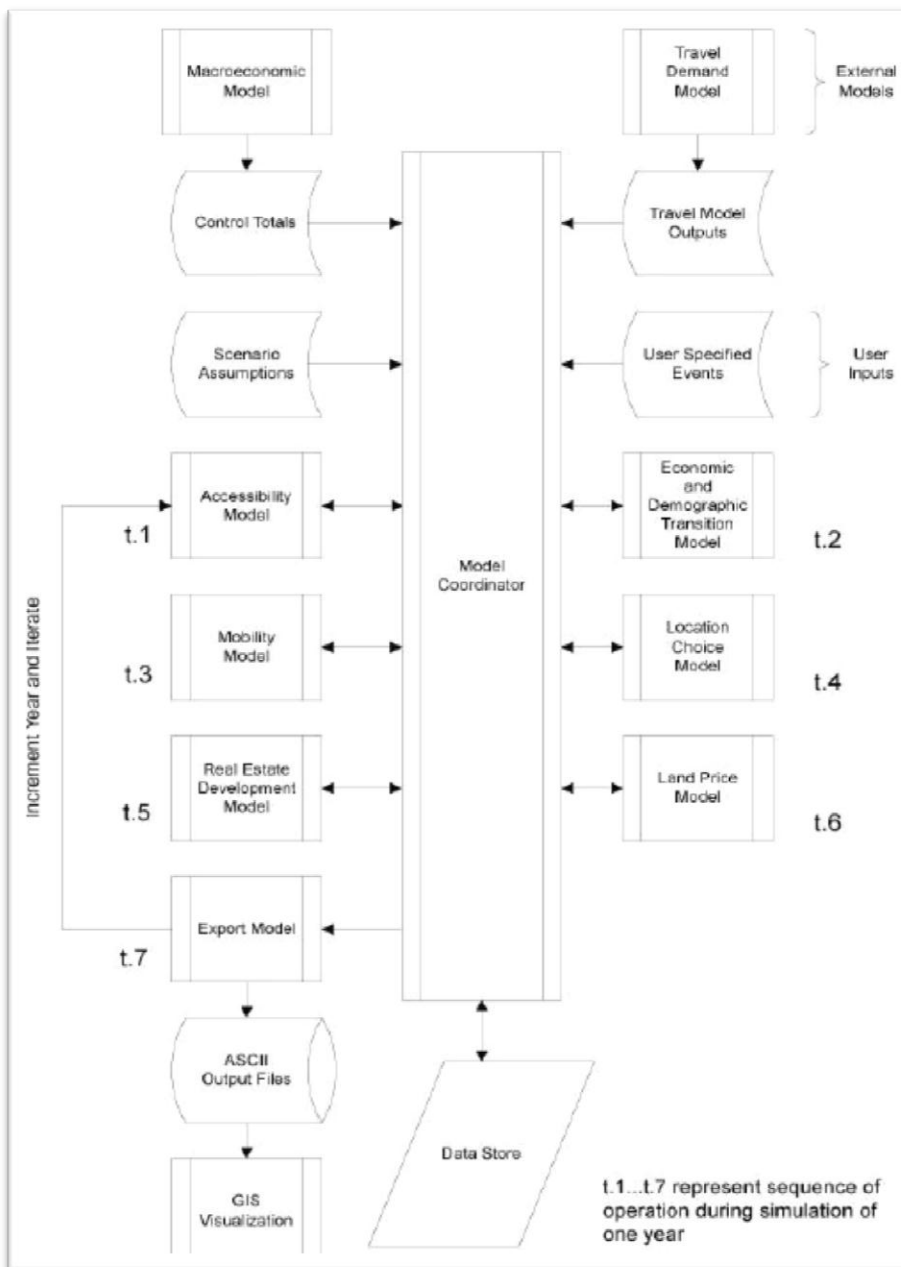 Macroeconomic
Model
Travel
Demand
Model
External
Models
Control Totals
Travel Model
Outputs
Scenario
Assumptions
User Specified
Events
User
Inputs
Accessibility
Model
t.1
Economic
and
Demographic
Transition
Model
t.2
Model
Coordinator
Increment Year and Iterate
Mobility
Model
t.3
Location
Choice
Model
t.4
Real Estate
Development
Model
t.5
Land Price
Model
t.6
Export Model
t.7
ASCII
Output Files
Data Store
GIS
Visualization
t.1...t.7 represent sequence of
operation during simulation of
one year